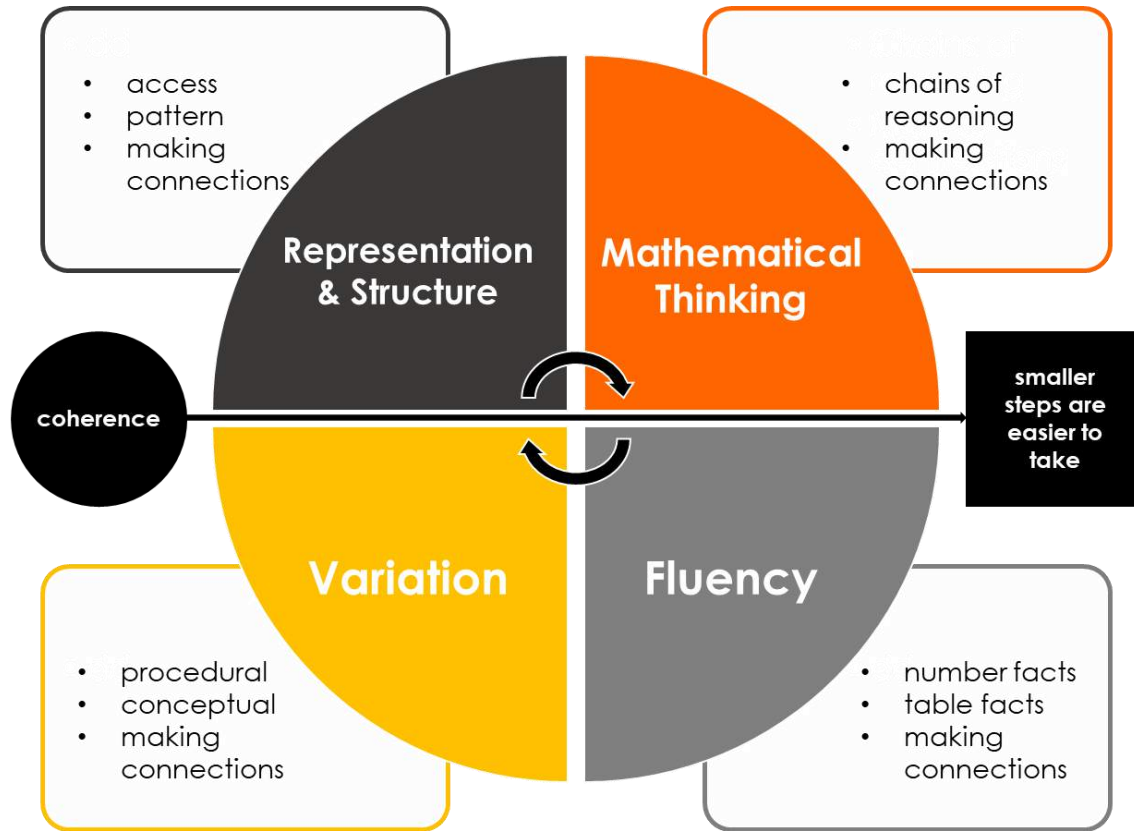 • access
• pattern
• making
connections
• chains of
reasoning
• making
connections
Representation
& Structure
Mathematical
Thinking
coherence
smaller
steps are
easier to
take
Variation
Fluency
• procedural
• conceptual
• making
connections
• number facts
• table facts
• making
connections